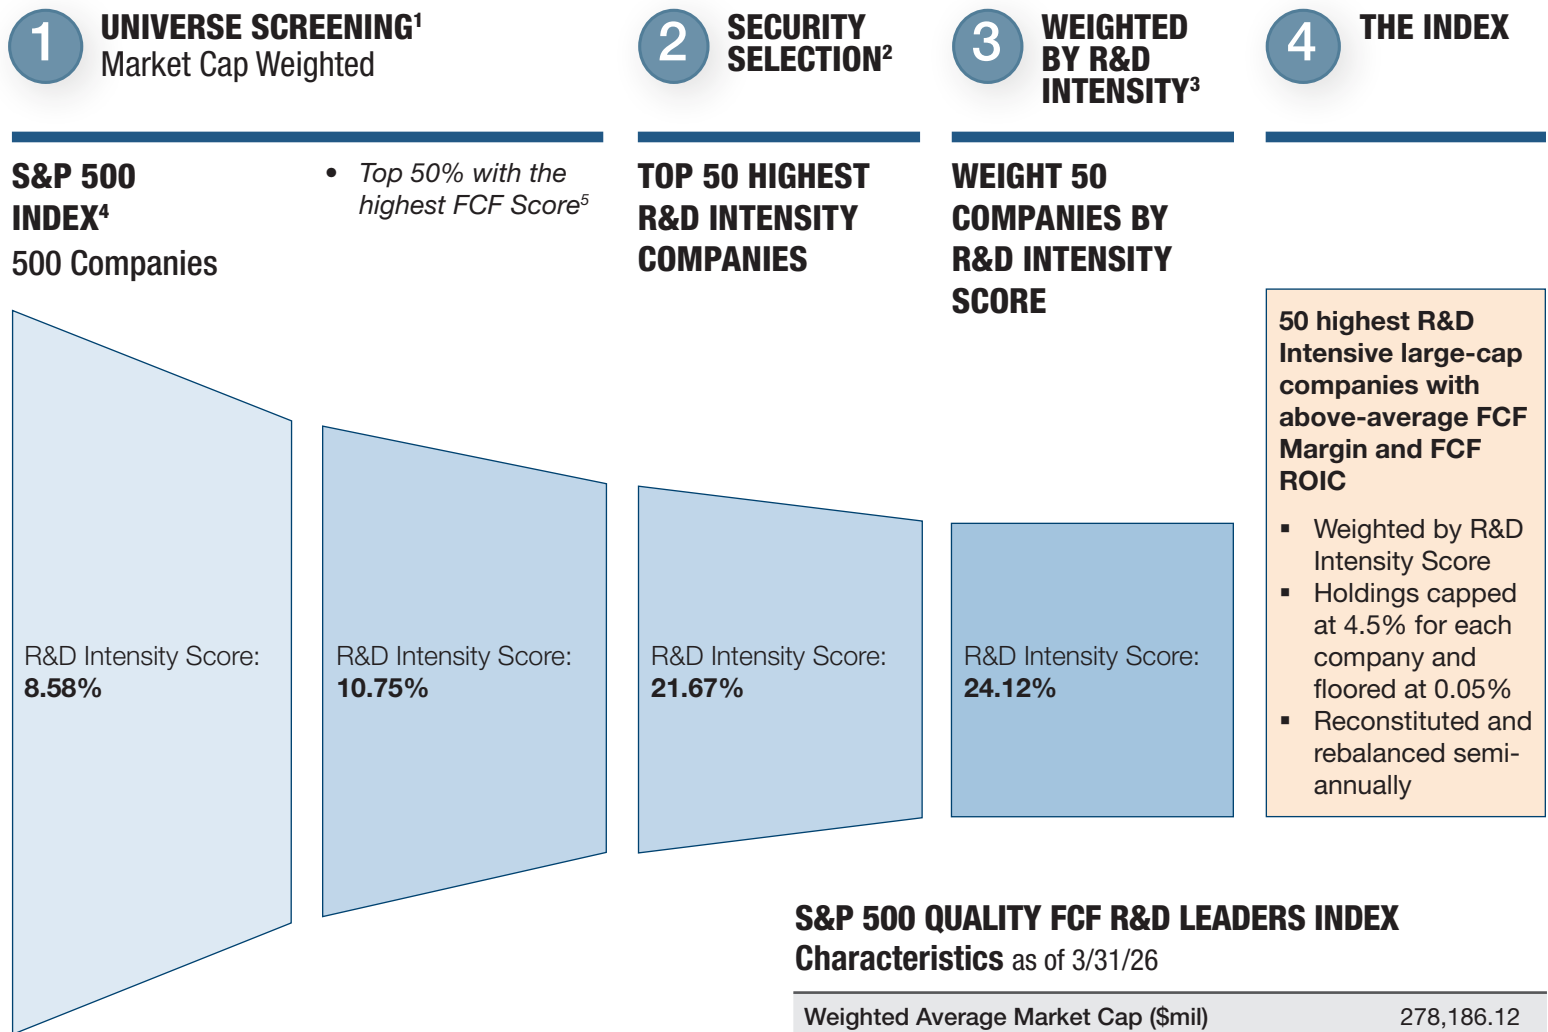 1
UNIVERSE SCREENING¹
Market Cap Weighted
S&P 500
INDEX⁴
500 Companies
• Top 50% with the
highest FCF Score⁵
R&D Intensity Score:
8.58%
R&D Intensity Score:
10.75%
2
SECURITY
SELECTION²
TOP 50 HIGHEST
R&D INTENSITY
COMPANIES
R&D Intensity Score:
21.67%
3
WEIGHTED
BY R&D
INTENSITY³
WEIGHT 50
COMPANIES BY
R&D INTENSITY
SCORE
R&D Intensity Score:
24.12%
4
THE INDEX
50 highest R&D
Intensive large-cap
companies with
above-average FCF
Margin and FCF
ROIC
▪ Weighted by R&D
Intensity Score
▪ Holdings capped
at 4.5% for each
company and
floored at 0.05%
▪ Reconstituted and
rebalanced semi-
annually
S&P 500 QUALITY FCF R&D LEADERS INDEX
Characteristics as of 3/31/26
Weighted Average Market Cap ($mil) 278,186.12